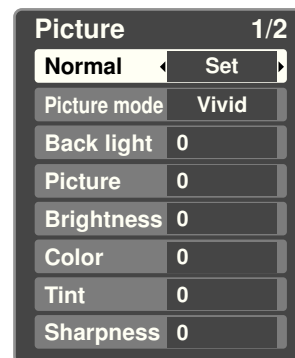 Picture 1/2
Normal Set
Picture mode Vivid
Back light 0
Picture 0
Brightness 0
Color 0
Tint 0
Sharpness 0